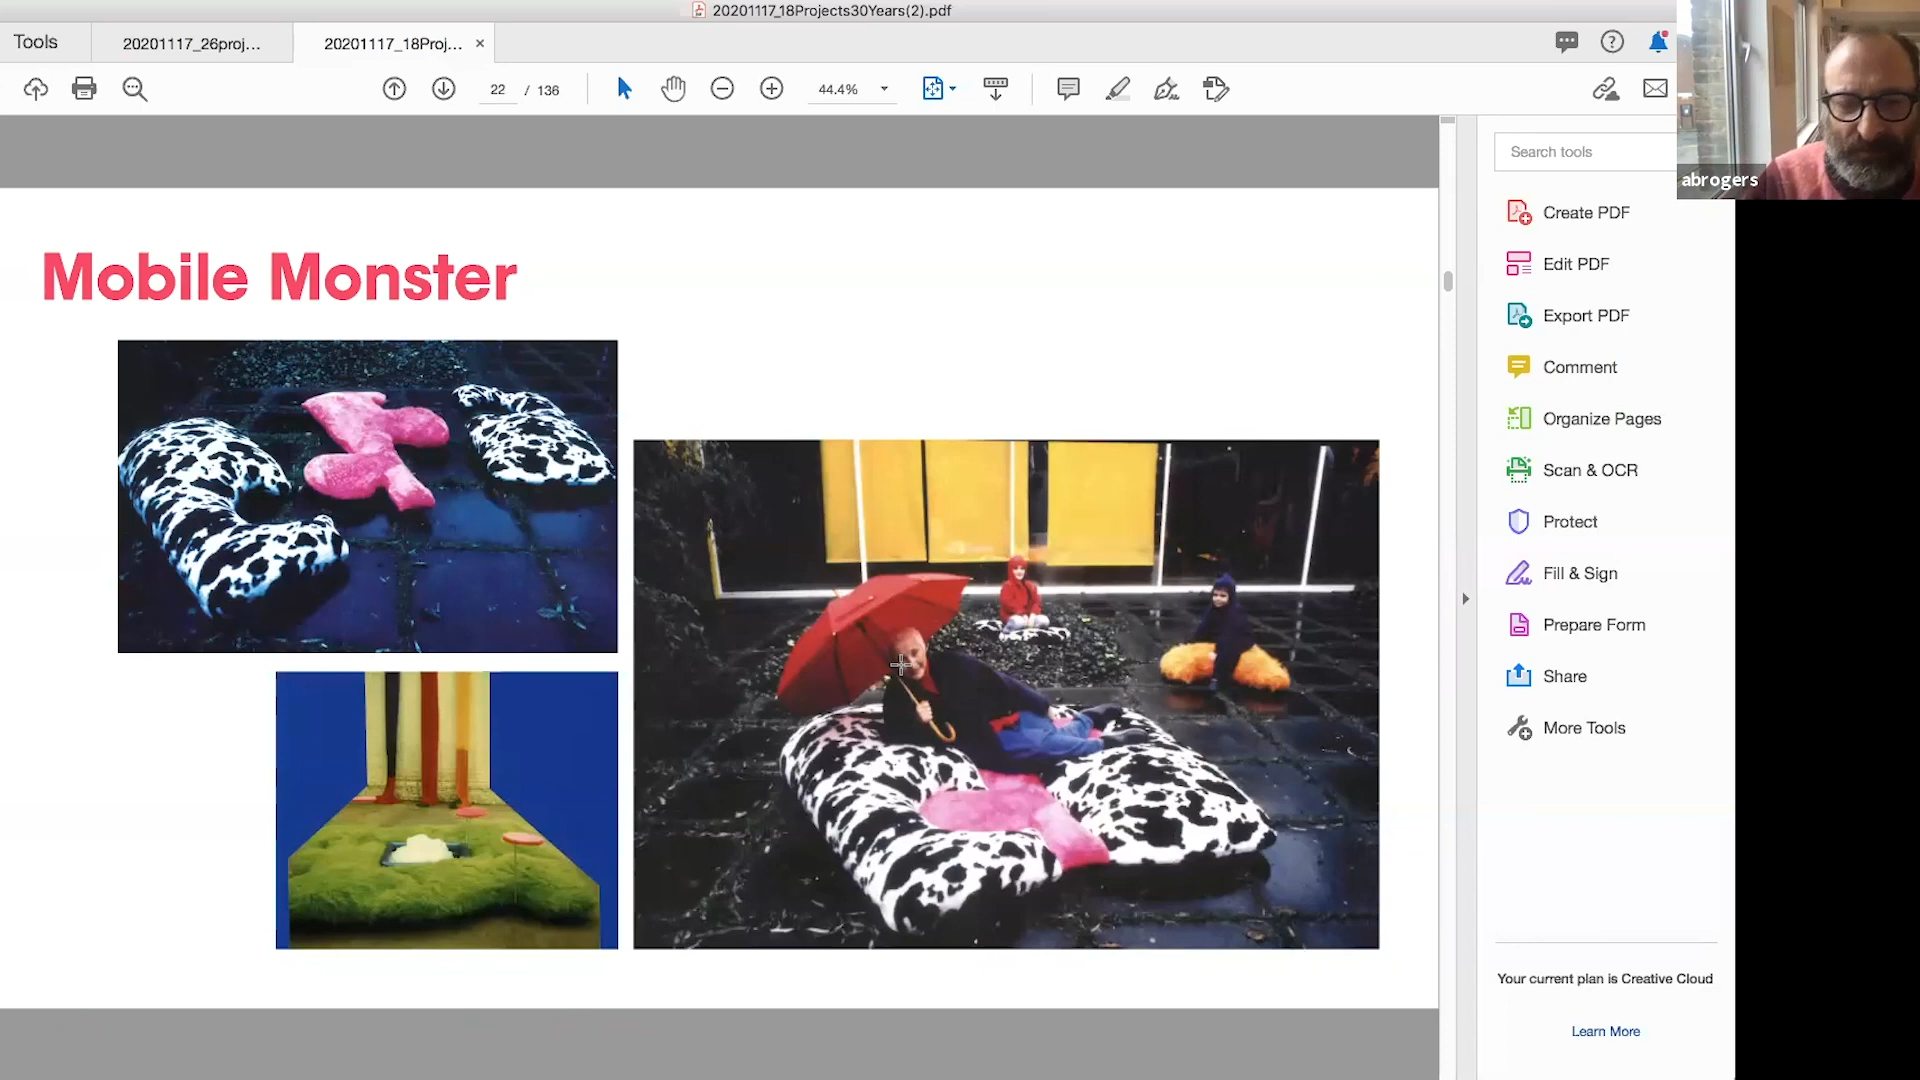 20201117_18Projects30Years(2).pdf
Tools
20201117_26proj...
20201117_18Proj...
22 / 136
44.4%
Search tools
abrogers
Mobile Monster
Create PDF
Edit PDF
Export PDF
Comment
Organize Pages
Scan & OCR
Protect
Fill & Sign
Prepare Form
Share
More Tools
Your current plan is Creative Cloud
Learn More